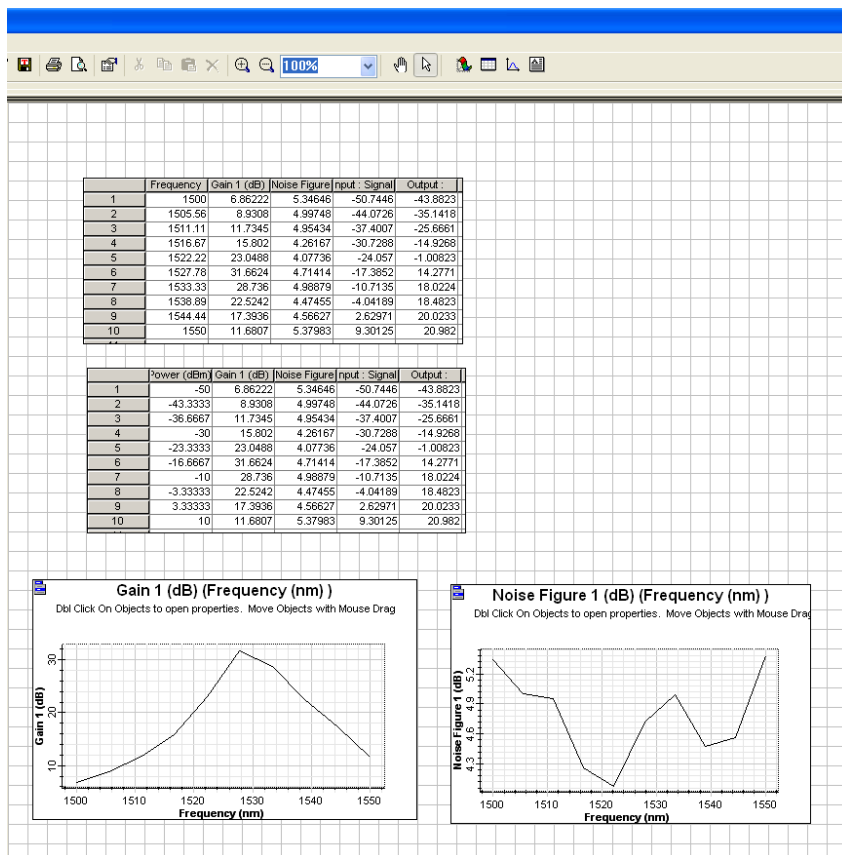 100%
Frequency Gain 1 (dB) Noise Figure nput : Signal Output :
1 1500 6.86222 5.34646 -50.7446 -43.8823
2 1505.56 8.9308 4.99748 -44.0726 -35.1418
3 1511.11 11.7345 4.95434 -37.4007 -25.6661
4 1516.67 15.802 4.26167 -30.7288 -14.9268
5 1522.22 23.0488 4.07736 -24.057 -1.00823
6 1527.78 31.6624 4.71414 -17.3852 14.2771
7 1533.33 28.736 4.98879 -10.7135 18.0224
8 1538.89 22.5242 4.47455 -4.04189 18.4823
9 1544.44 17.3936 4.56627 2.62971 20.0233
10 1550 11.6807 5.37983 9.30125 20.982
Power (dBm) Gain 1 (dB) Noise Figure nput : Signal Output :
1 -50 6.86222 5.34646 -50.7446 -43.8823
2 -43.3333 8.9308 4.99748 -44.0726 -35.1418
3 -36.6667 11.7345 4.95434 -37.4007 -25.6661
4 -30 15.802 4.26167 -30.7288 -14.9268
5 -23.3333 23.0488 4.07736 -24.057 -1.00823
6 -16.6667 31.6624 4.71414 -17.3852 14.2771
7 -10 28.736 4.98879 -10.7135 18.0224
8 -3.33333 22.5242 4.47455 -4.04189 18.4823
9 3.33333 17.3936 4.56627 2.62971 20.0233
10 10 11.6807 5.37983 9.30125 20.982
Gain 1 (dB) (Frequency (nm) )
Dbl Click On Objects to open properties. Move Objects with Mouse Drag
Gain 1 (dB)
30
20
10
1500 1510 1520 1530 1540 1550
Frequency (nm)
Noise Figure 1 (dB) (Frequency (nm) )
Dbl Click On Objects to open properties. Move Objects with Mouse Drag
Noise Figure 1 (dB)
5.2
4.9
4.6
4.3
1500 1510 1520 1530 1540 1550
Frequency (nm)